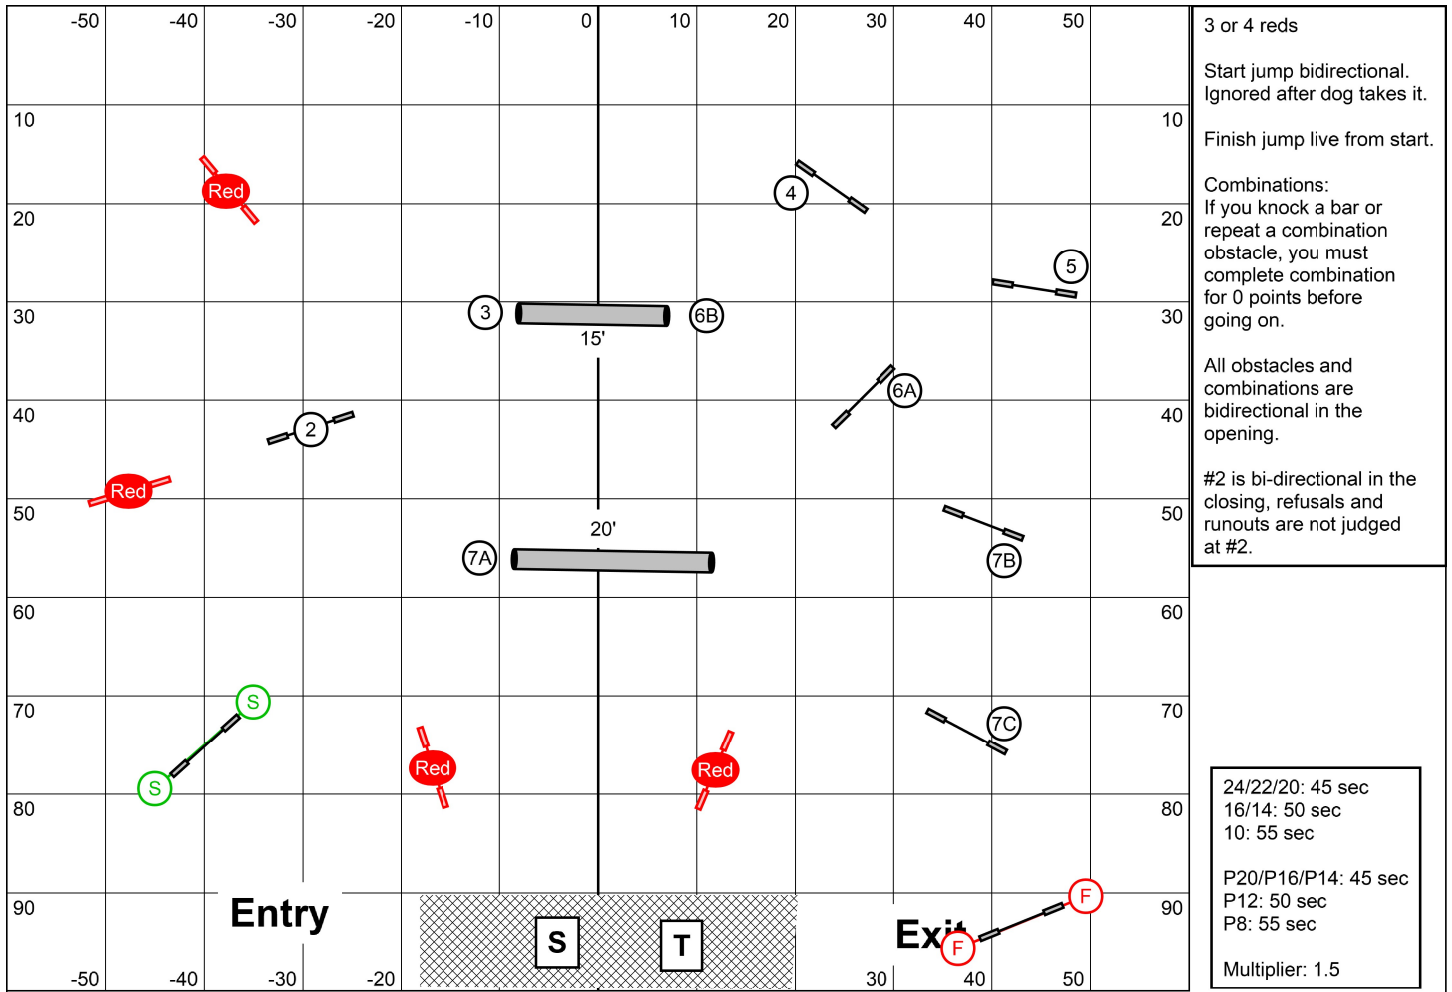 -50 -40 -30 -20 -10 0 10 20 30 40 50
3 or 4 reds
Start jump bidirectional.
Ignored after dog takes it.
Finish jump live from start.
Combinations:
If you knock a bar or
repeat a combination
obstacle, you must
complete combination
for 0 points before
going on.
All obstacles and
combinations are
bidirectional in the
opening.
#2 is bi-directional in the
closing, refusals and
runouts are not judged
at #2.
10 10
Red
4
20 20
5
30 3 6B 30
15'
6A
40 40
2
Red
50 50
20'
7A 7B
60 60
S
70 70
7C
Red Red
S
80 80
24/22/20: 45 sec
16/14: 50 sec
10: 55 sec
P20/P16/P14: 45 sec
P12: 50 sec
P8: 55 sec
Multiplier: 1.5
90 90
F
Entry
S T
Exit
F
-50 -40 -30 -20 30 40 50